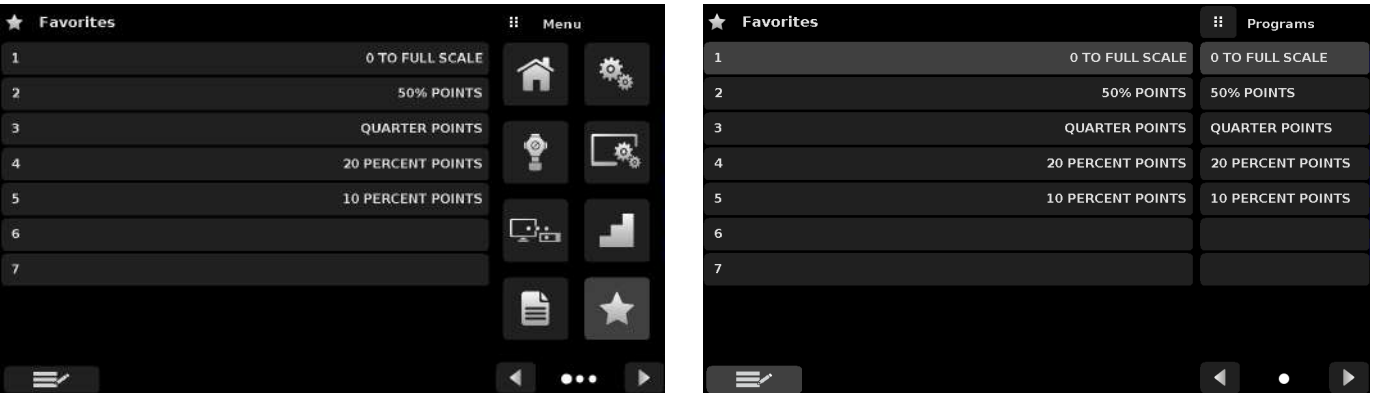 Favorites
Menu
1 0 TO FULL SCALE
2 50% POINTS
3 QUARTER POINTS
4 20 PERCENT POINTS
5 10 PERCENT POINTS
6
7
Favorites
Programs
1 0 TO FULL SCALE 0 TO FULL SCALE
2 50% POINTS 50% POINTS
3 QUARTER POINTS QUARTER POINTS
4 20 PERCENT POINTS 20 PERCENT POINTS
5 10 PERCENT POINTS 10 PERCENT POINTS
6
7